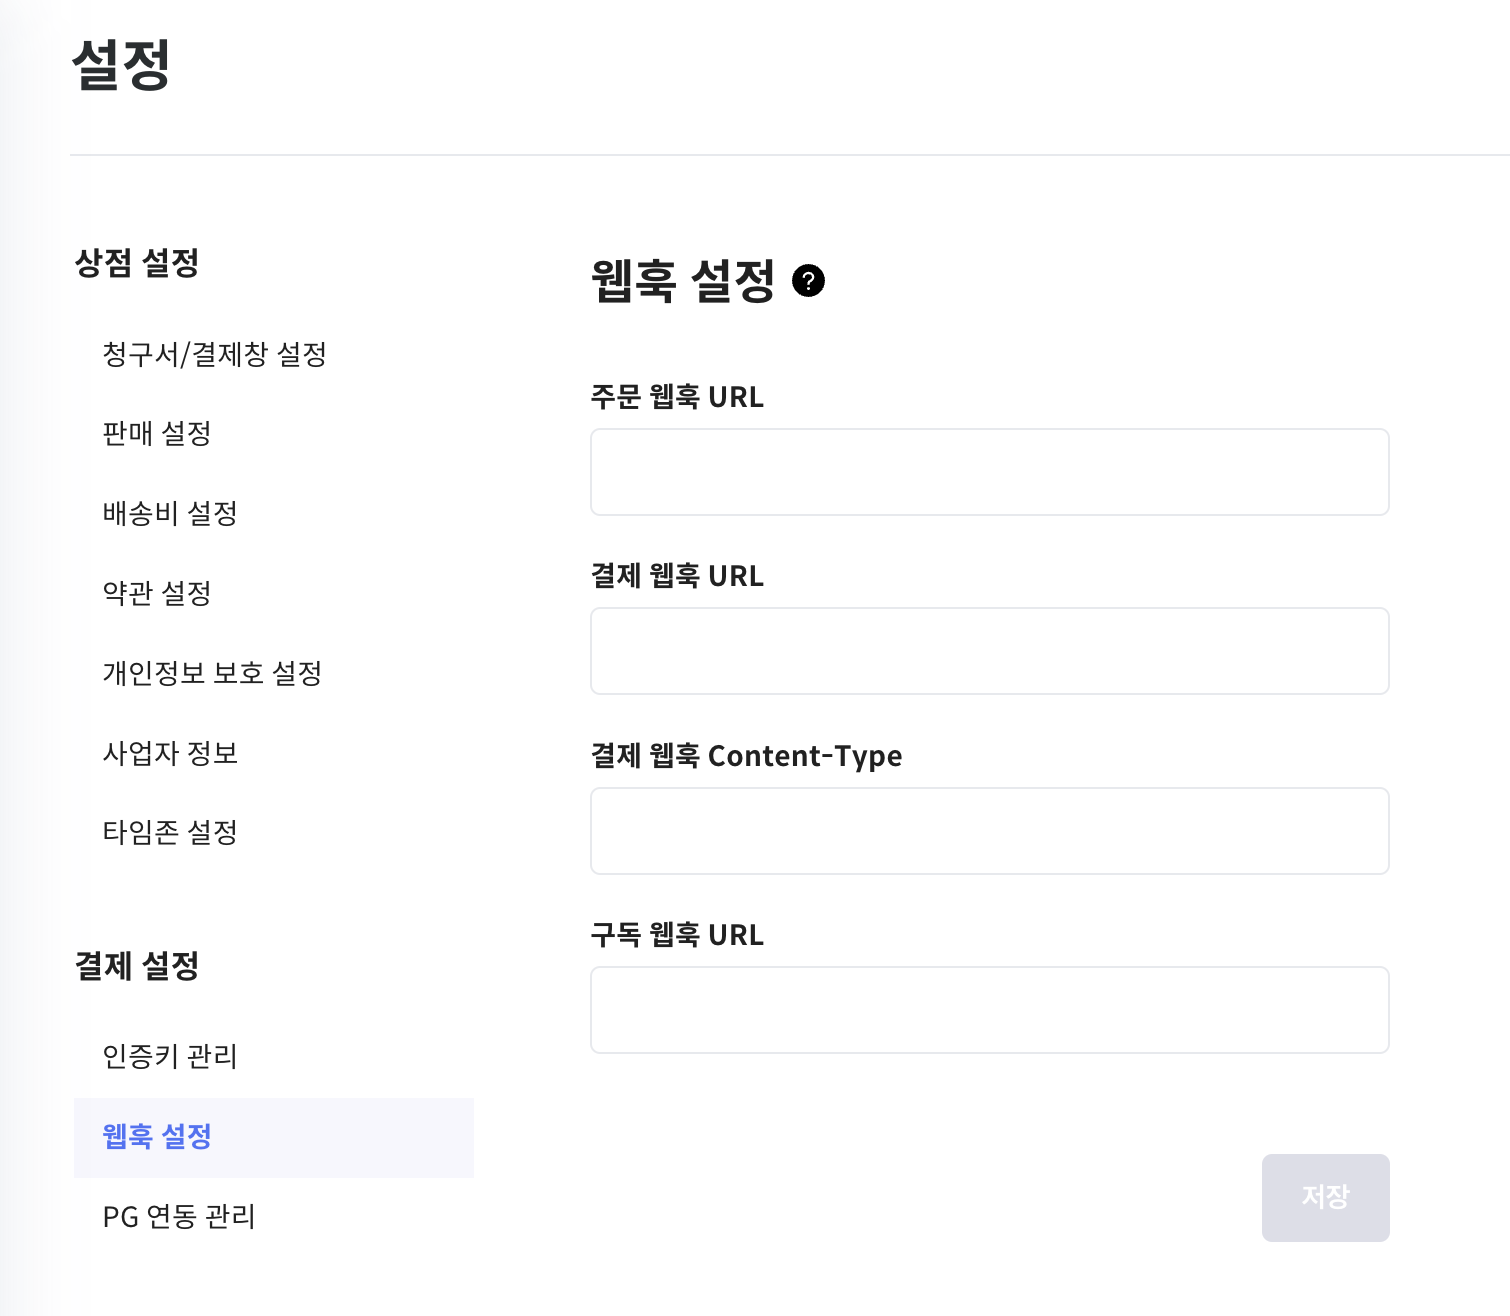 설정
상점 설정
청구서/결제창 설정
판매 설정
배송비 설정
약관 설정
개인정보 보호 설정
사업자 정보
타임존 설정
결제 설정
인증키 관리
웹훅 설정
PG 연동 관리
웹훅 설정 ?
주문 웹훅 URL
결제 웹훅 URL
결제 웹훅 Content-Type
구독 웹훅 URL
저장